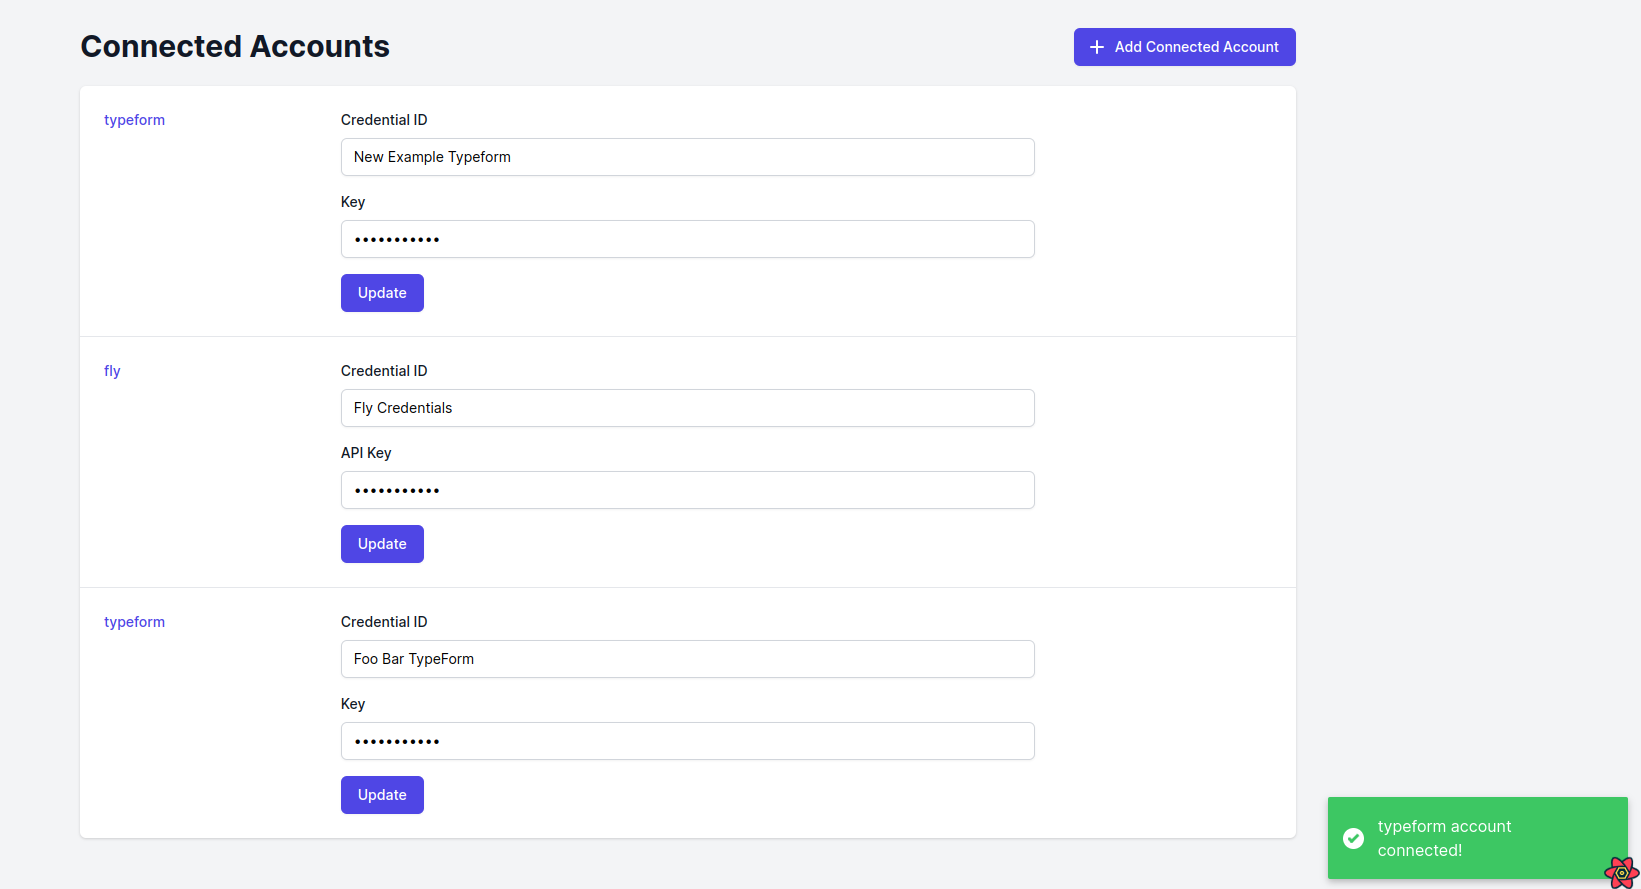 Connected Accounts
Add Connected Account
typeform
Credential ID
New Example Typeform
Key
•••••••••••
Update
fly
Credential ID
Fly Credentials
API Key
•••••••••••
Update
typeform
Credential ID
Foo Bar TypeForm
Key
•••••••••••
Update
typeform account
connected!